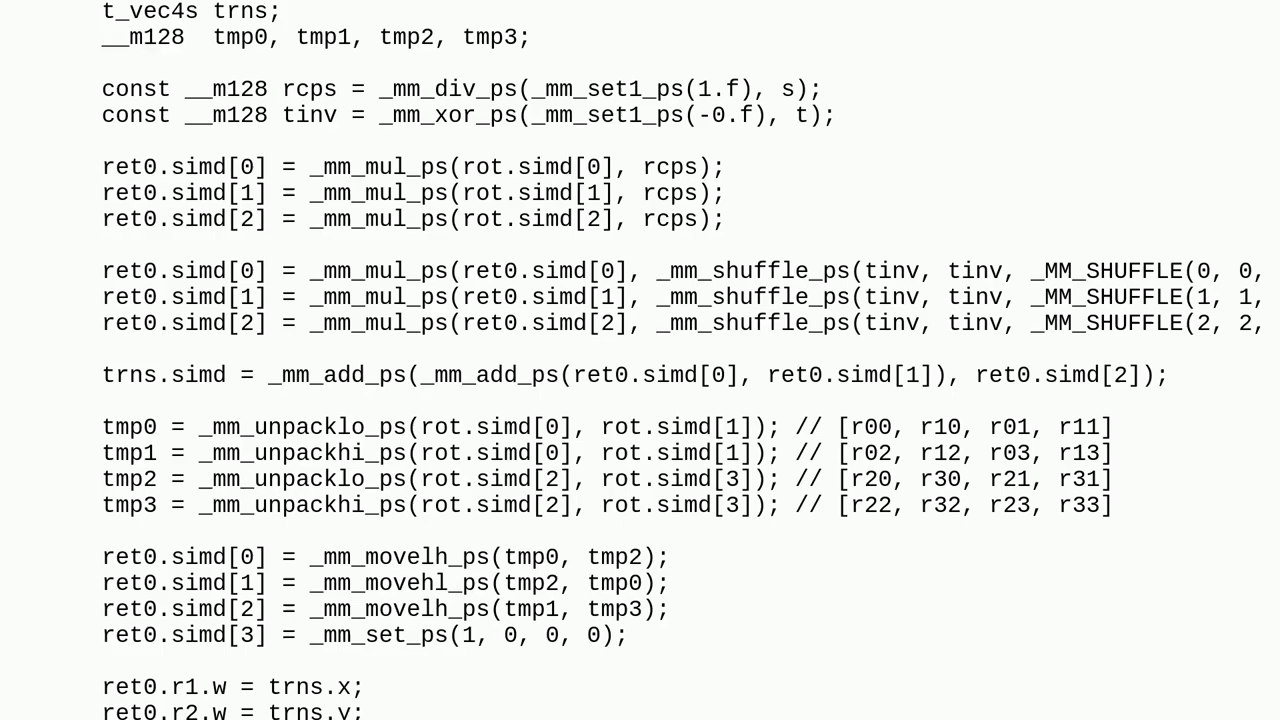 t_vec4s trns;
__m128  tmp0, tmp1, tmp2, tmp3;
const __m128 rcps = _mm_div_ps(_mm_set1_ps(1.f), s);
const __m128 tinv = _mm_xor_ps(_mm_set1_ps(-0.f), t);
ret0.simd[0] = _mm_mul_ps(rot.simd[0], rcps);
ret0.simd[1] = _mm_mul_ps(rot.simd[1], rcps);
ret0.simd[2] = _mm_mul_ps(rot.simd[2], rcps);
ret0.simd[0] = _mm_mul_ps(ret0.simd[0], _mm_shuffle_ps(tinv, tinv, _MM_SHUFFLE(0, 0,
ret0.simd[1] = _mm_mul_ps(ret0.simd[1], _mm_shuffle_ps(tinv, tinv, _MM_SHUFFLE(1, 1,
ret0.simd[2] = _mm_mul_ps(ret0.simd[2], _mm_shuffle_ps(tinv, tinv, _MM_SHUFFLE(2, 2,
trns.simd = _mm_add_ps(_mm_add_ps(ret0.simd[0], ret0.simd[1]), ret0.simd[2]);
tmp0 = _mm_unpacklo_ps(rot.simd[0], rot.simd[1]); // [r00, r10, r01, r11]
tmp1 = _mm_unpackhi_ps(rot.simd[0], rot.simd[1]); // [r02, r12, r03, r13]
tmp2 = _mm_unpacklo_ps(rot.simd[2], rot.simd[3]); // [r20, r30, r21, r31]
tmp3 = _mm_unpackhi_ps(rot.simd[2], rot.simd[3]); // [r22, r32, r23, r33]
ret0.simd[0] = _mm_movelh_ps(tmp0, tmp2);
ret0.simd[1] = _mm_movehl_ps(tmp2, tmp0);
ret0.simd[2] = _mm_movelh_ps(tmp1, tmp3);
ret0.simd[3] = _mm_set_ps(1, 0, 0, 0);
ret0.r1.w = trns.x;
ret0.r2.w = trns.y;